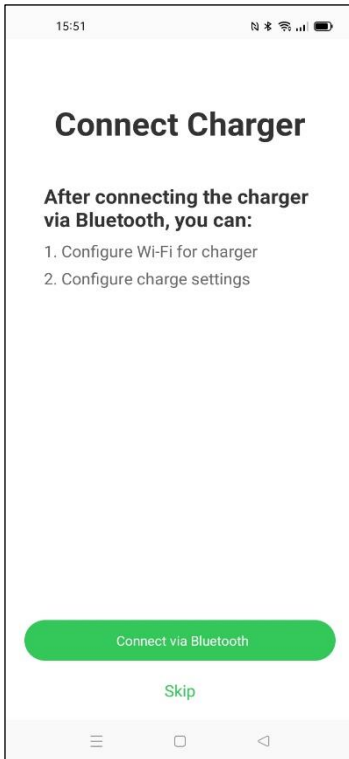 15:51
Connect Charger
After connecting the charger
via Bluetooth, you can:
1. Configure Wi-Fi for charger
2. Configure charge settings
Connect via Bluetooth
Skip